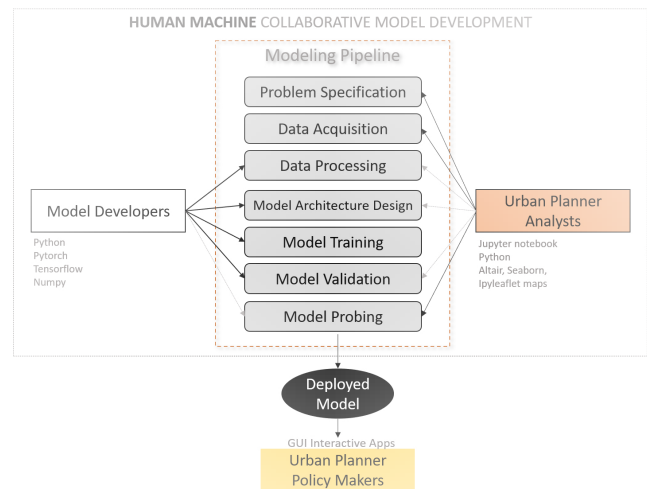 HUMAN MACHINE COLLABORATIVE MODEL DEVELOPMENT
Modeling Pipeline
Problem Specification
Data Acquisition
Data Processing
Model Architecture Design
Model Training
Model Validation
Model Probing
Model Developers
Python
Pytorch
Tensorflow
Numpy
Urban Planner
Analysts
Jupyter notebook
Python
Altair, Seaborn,
Ipyleaflet maps
Deployed
Model
GUI Interactive Apps
Urban Planner
Policy Makers